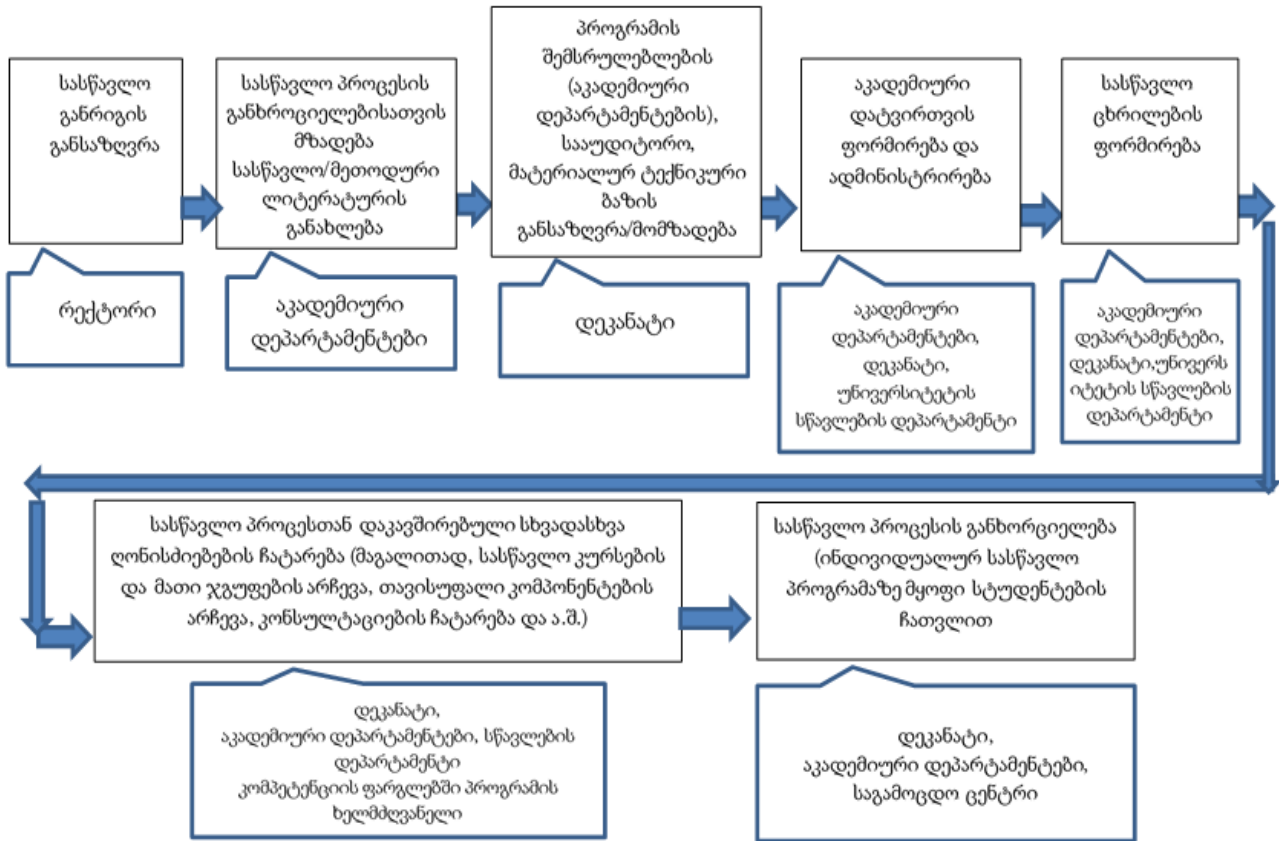 სასწავლო
განრიგის
განსაზღვრა
რექტორი
სასწავლო პროცესის
განხროციელებისათვის
მზადება
სასწავლო/მეთოდური
ლიტერატურის
განახლება
აკადემიური
დეპარტამენტები
პროგრამის
შემსრულებლების
(აკადემიური
დეპარტამენტების),
სააუდიტორო,
მატერიალურ ტექნიკური
ბაზის
განსაზღვრა/მომზადება
დეკანატი
აკადემიური
დატვირთვის
ფორმირება და
ადმინისტრირება
აკადემიური
დეპარტამენტები,
დეკანატი,
უნივერსიტეტის
სწავლების დეპარტამენტი
სასწავლო
ცხრილების
ფორმირება
აკადემიური
დეპარტამენტები,
დეკანატი,უნივერს
იტეტის სწავლების
დეპარტამენტი
სასწავლო პროცესთან დაკავშირებული სხვადასხვა
ღონისძიებების ჩატარება (მაგალითად, სასწავლო კურსების
და მათი ჯგუფების არჩევა, თავისუფალი კომპონენტების
არჩევა, კონსულტაციების ჩატარება და ა.შ.)
დეკანატი,
აკადემიური დეპარტამენტები, სწავლების
დეპარტამენტი
კომპეტენციის ფარგლებში პროგრამის
ხელმძღვანელი
სასწავლო პროცესის განხორციელება
(ინდივიდუალურ სასწავლო
პროგრამაზე მყოფი სტუდენტების
ჩათვლით
დეკანატი,
აკადემიური დეპარტამენტები,
საგამოცდო ცენტრი